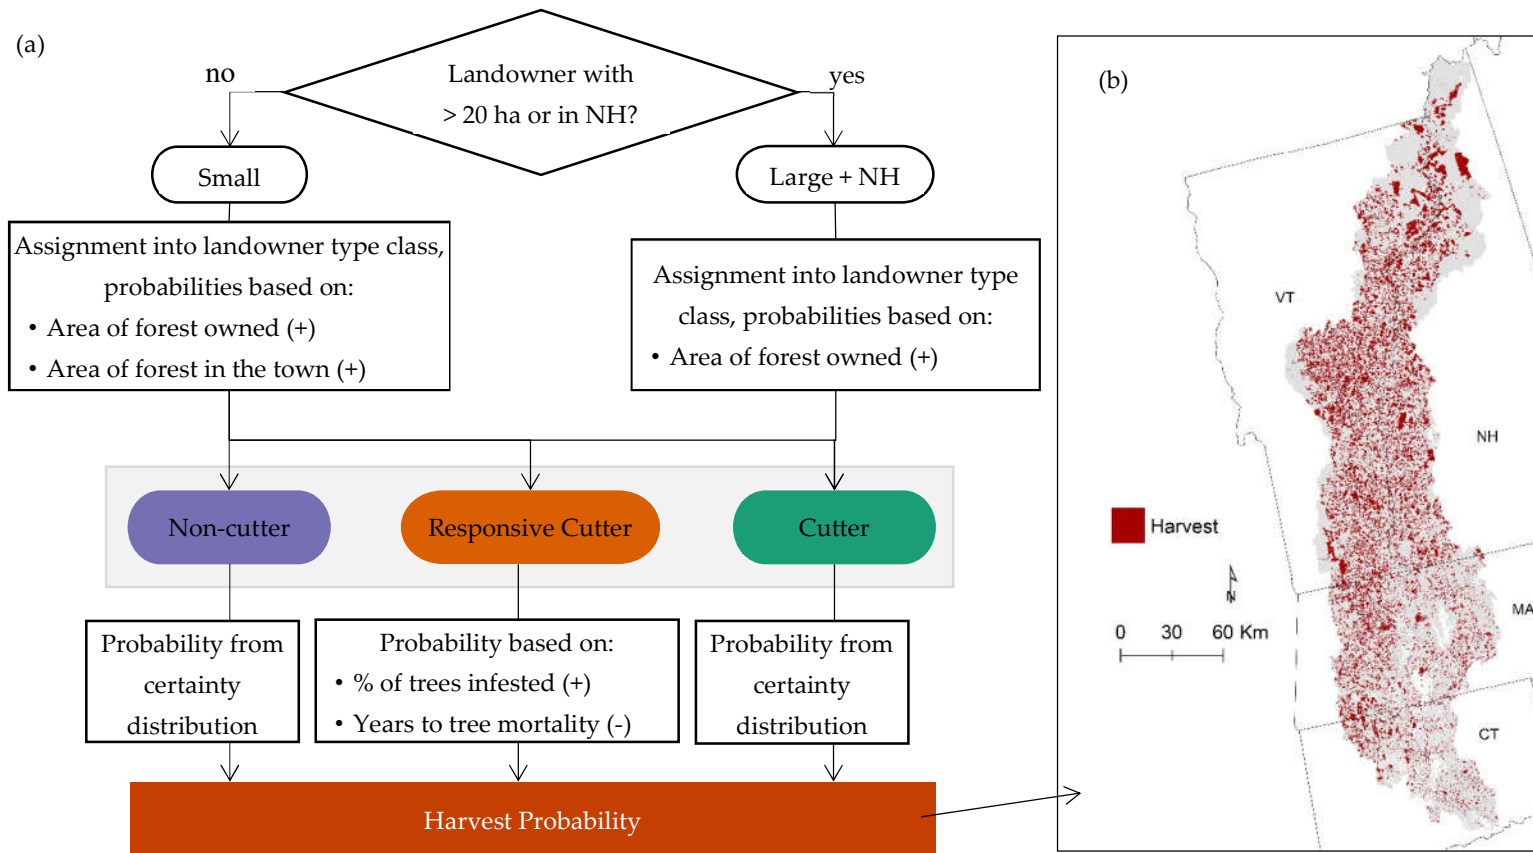 (a)
no
Landowner with
> 20 ha or in NH?
yes
Small
Large + NH
Assignment into landowner type class,
probabilities based on:
• Area of forest owned (+)
• Area of forest in the town (+)
Assignment into landowner type
class, probabilities based on:
• Area of forest owned (+)
Non-cutter
Responsive Cutter
Cutter
Probability from
certainty
distribution
Probability based on:
• % of trees infested (+)
• Years to tree mortality (-)
Probability from
certainty
distribution
Harvest Probability
(b)
VT
NH
Harvest
N
MA
0 30 60 Km
CT